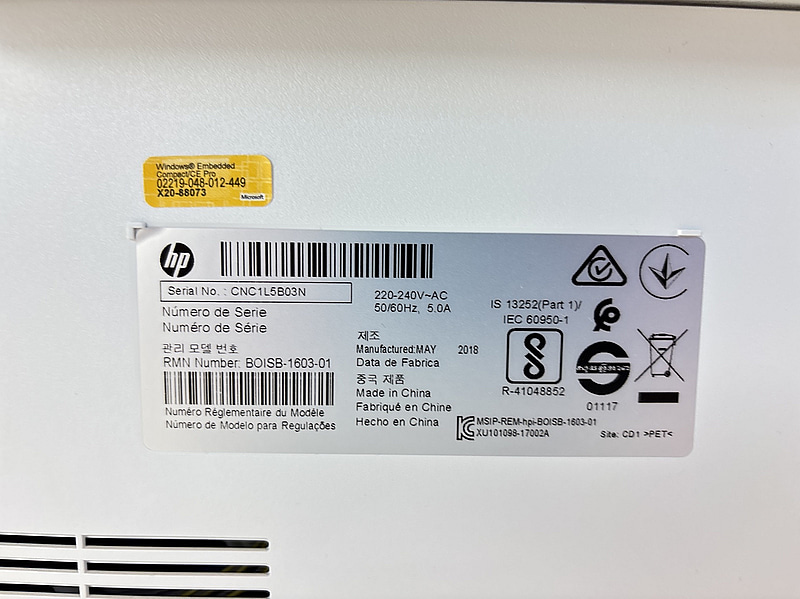 Windows® Embedded
Compact/CE Pro
02219-048-012-449
X20-88073
Microsoft
hp
Serial No.: CNC1L5B03N
Número de Serie
Numéro de Série
관리 모델 번호
RMN Number: BOISB-1603-01
Numéro Réglementaire du Modèle
Número de Modelo para Regulações
220-240V~AC
50/60Hz, 5.0A
제조
Manufactured:MAY 2018
Data de Fabrica
중국 제품
Made in China
Fabriqué en Chine
Hecho en China
IS 13252(Part 1)/
IEC 60950-1
R-41048852
01117
MSIP-REM-hpi-BOISB-1603-01
XU101098-17002A
Site: CD1 >PET<